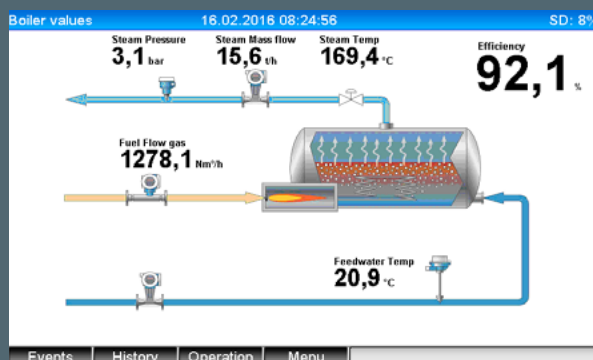 Boiler values 16.02.2016 08:24:56 SD: 8%
Steam Pressure Steam Mass flow Steam Temp Efficiency
3,1 bar 15,6 t/h 169,4 °C 92,1 %
Fuel Flow gas
1278,1 Nm³/h
Feedwater Temp
20,9 °C
Events History Operation Menu